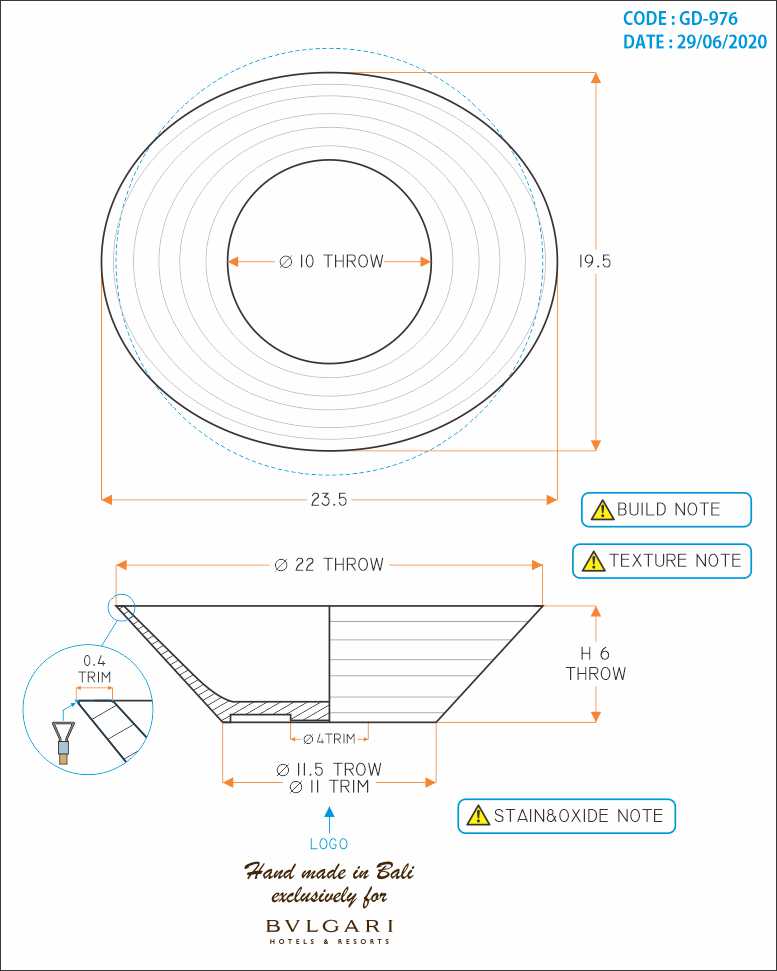 CODE : GD-976
DATE : 29/06/2020
Ø 10 THROW
19.5
23.5
BUILD NOTE
TEXTURE NOTE
Ø 22 THROW
0.4
TRIM
H 6
THROW
Ø 4TRIM
Ø 11.5 TROW
Ø 11 TRIM
STAIN&OXIDE NOTE
LOGO
Hand made in Bali
exclusively for
BVLGARI
HOTELS & RESORTS